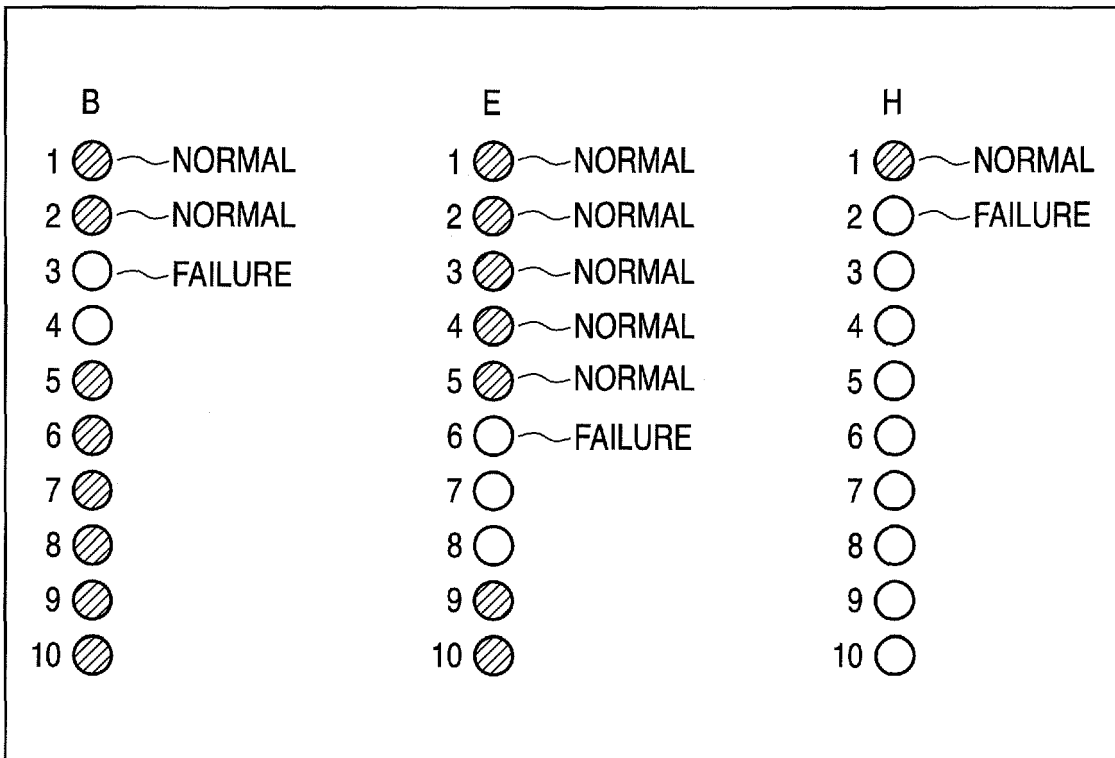 B
1 NORMAL
2 NORMAL
3 FAILURE
4
5
6
7
8
9
10
E
1 NORMAL
2 NORMAL
3 NORMAL
4 NORMAL
5 NORMAL
6 FAILURE
7
8
9
10
H
1 NORMAL
2 FAILURE
3
4
5
6
7
8
9
10